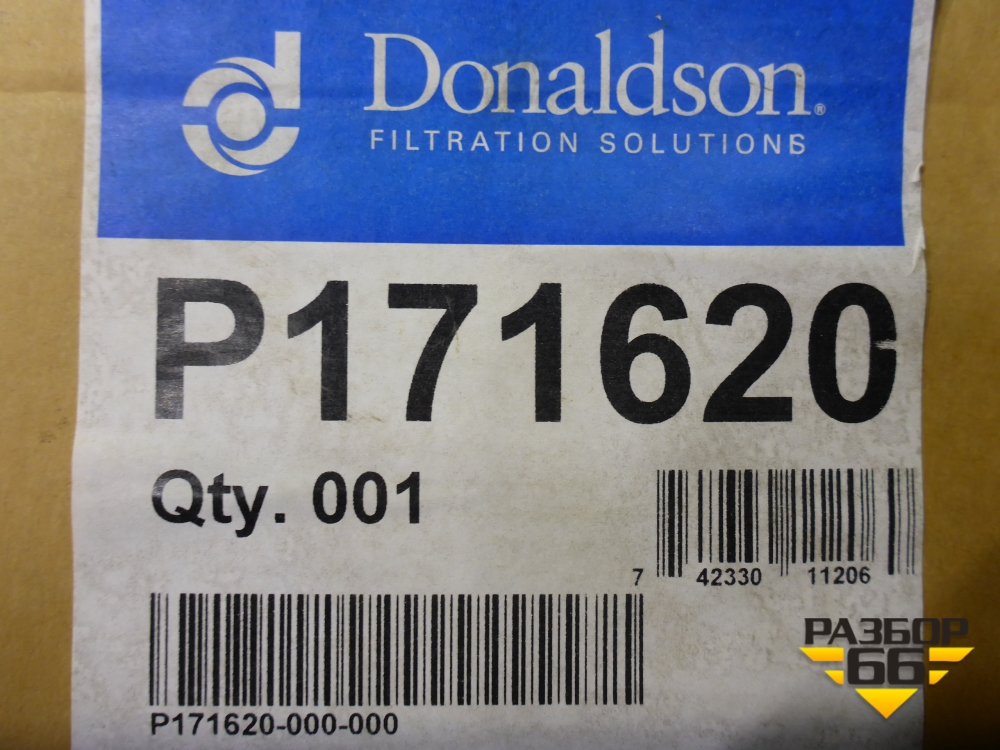 Donaldson®
FILTRATION SOLUTIONS
P171620
Qty. 001
7 42330 11206
P171620-000-000
РАЗБОР
66